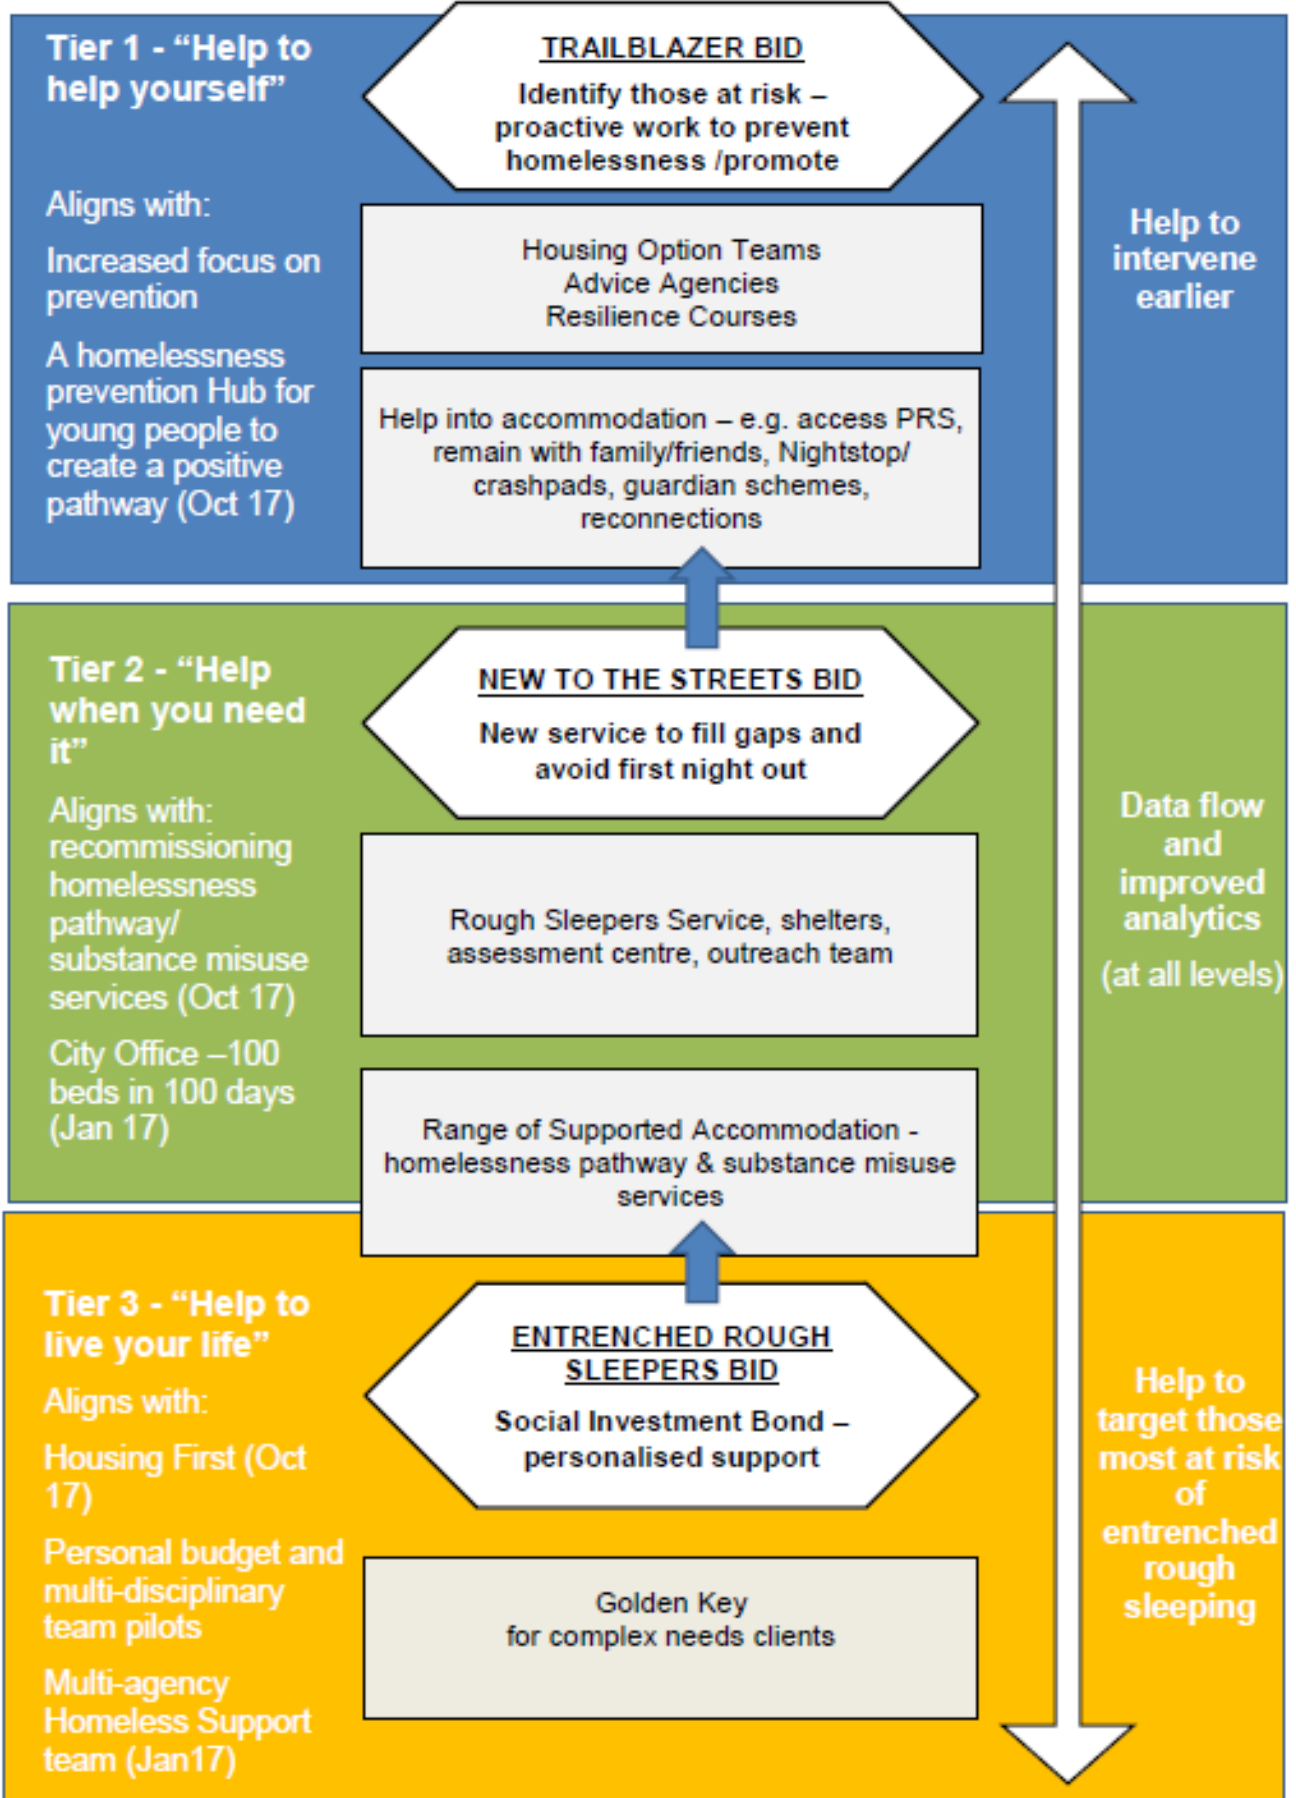 Tier 1 - “Help to
help yourself”
Aligns with:
Increased focus on
prevention
A homelessness
prevention Hub for
young people to
create a positive
pathway (Oct 17)
TRAILBLAZER BID
Identify those at risk –
proactive work to prevent
homelessness /promote
Housing Option Teams
Advice Agencies
Resilience Courses
Help into accommodation – e.g. access PRS,
remain with family/friends, Nightstop/
crashpads, guardian schemes,
reconnections
Help to
intervene
earlier
Tier 2 - “Help
when you need
it”
Aligns with:
recommissioning
homelessness
pathway/
substance misuse
services (Oct 17)
City Office –100
beds in 100 days
(Jan 17)
NEW TO THE STREETS BID
New service to fill gaps and
avoid first night out
Rough Sleepers Service, shelters,
assessment centre, outreach team
Range of Supported Accommodation -
homelessness pathway & substance misuse
services
Data flow
and
improved
analytics
(at all levels)
Tier 3 - “Help to
live your life”
Aligns with:
Housing First (Oct
17)
Personal budget and
multi-disciplinary
team pilots
Multi-agency
Homeless Support
team (Jan17)
ENTRENCHED ROUGH
SLEEPERS BID
Social Investment Bond –
personalised support
Golden Key
for complex needs clients
Help to
target those
most at risk
of
entrenched
rough
sleeping